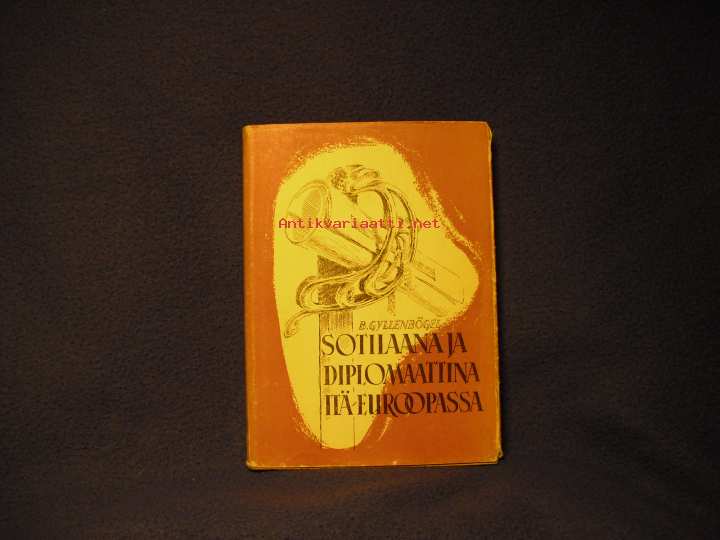 Antikvariaatti.net
B. GYLLENBÖGEL
SOTILAANA JA
DIPLOMAATTINA
ITÄ-EUROOPASSA